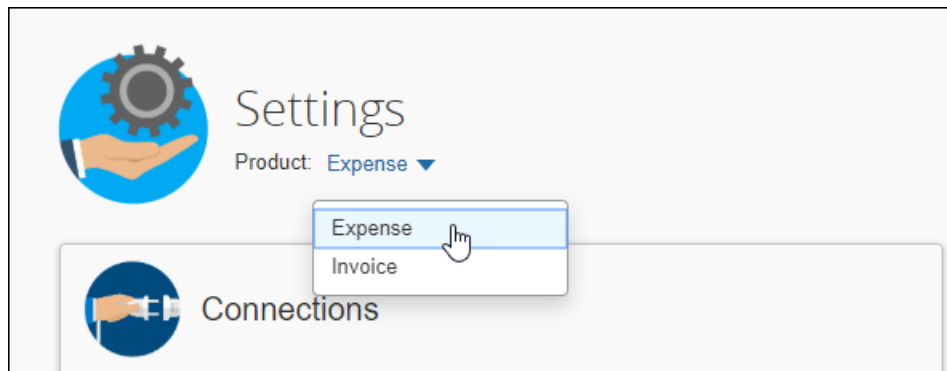 Settings
Product: Expense
Expense
Invoice
Connections